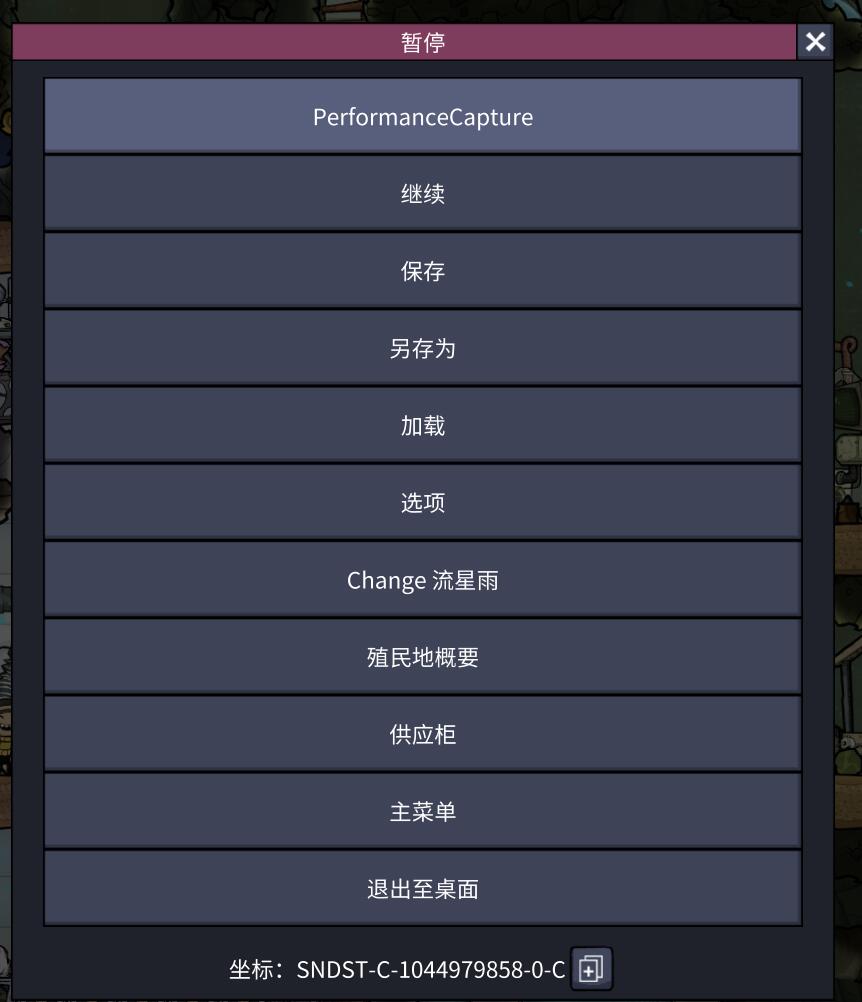 暂停
PerformanceCapture
继续
保存
另存为
加载
选项
Change 流星雨
殖民地概要
供应柜
主菜单
退出至桌面
坐标：SNDST-C-1044979858-0-C